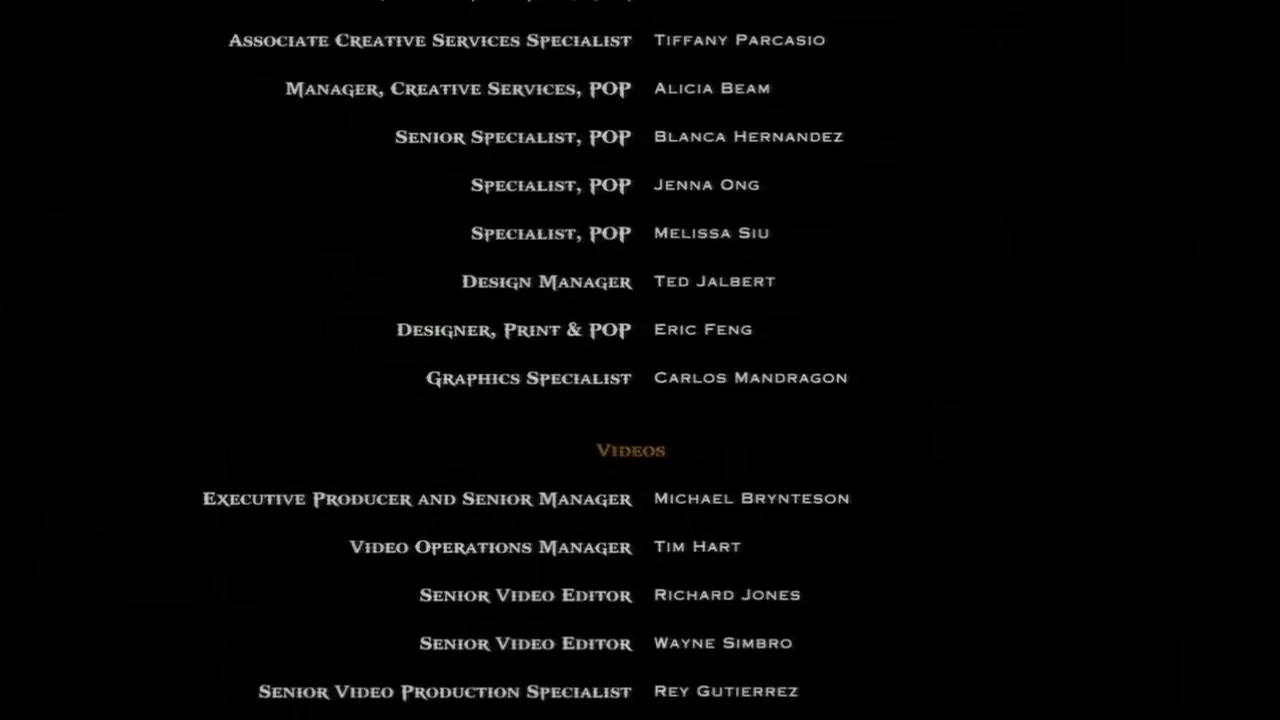 Associate Creative Services Specialist Tiffany Parcasio
Manager, Creative Services, POP Alicia Beam
Senior Specialist, POP Blanca Hernandez
Specialist, POP Jenna Ong
Specialist, POP Melissa Siu
Design Manager Ted Jalbert
Designer, Print & POP Eric Feng
Graphics Specialist Carlos Mandragon
Videos
Executive Producer and Senior Manager Michael Brynteson
Video Operations Manager Tim Hart
Senior Video Editor Richard Jones
Senior Video Editor Wayne Simbro
Senior Video Production Specialist Rey Gutierrez